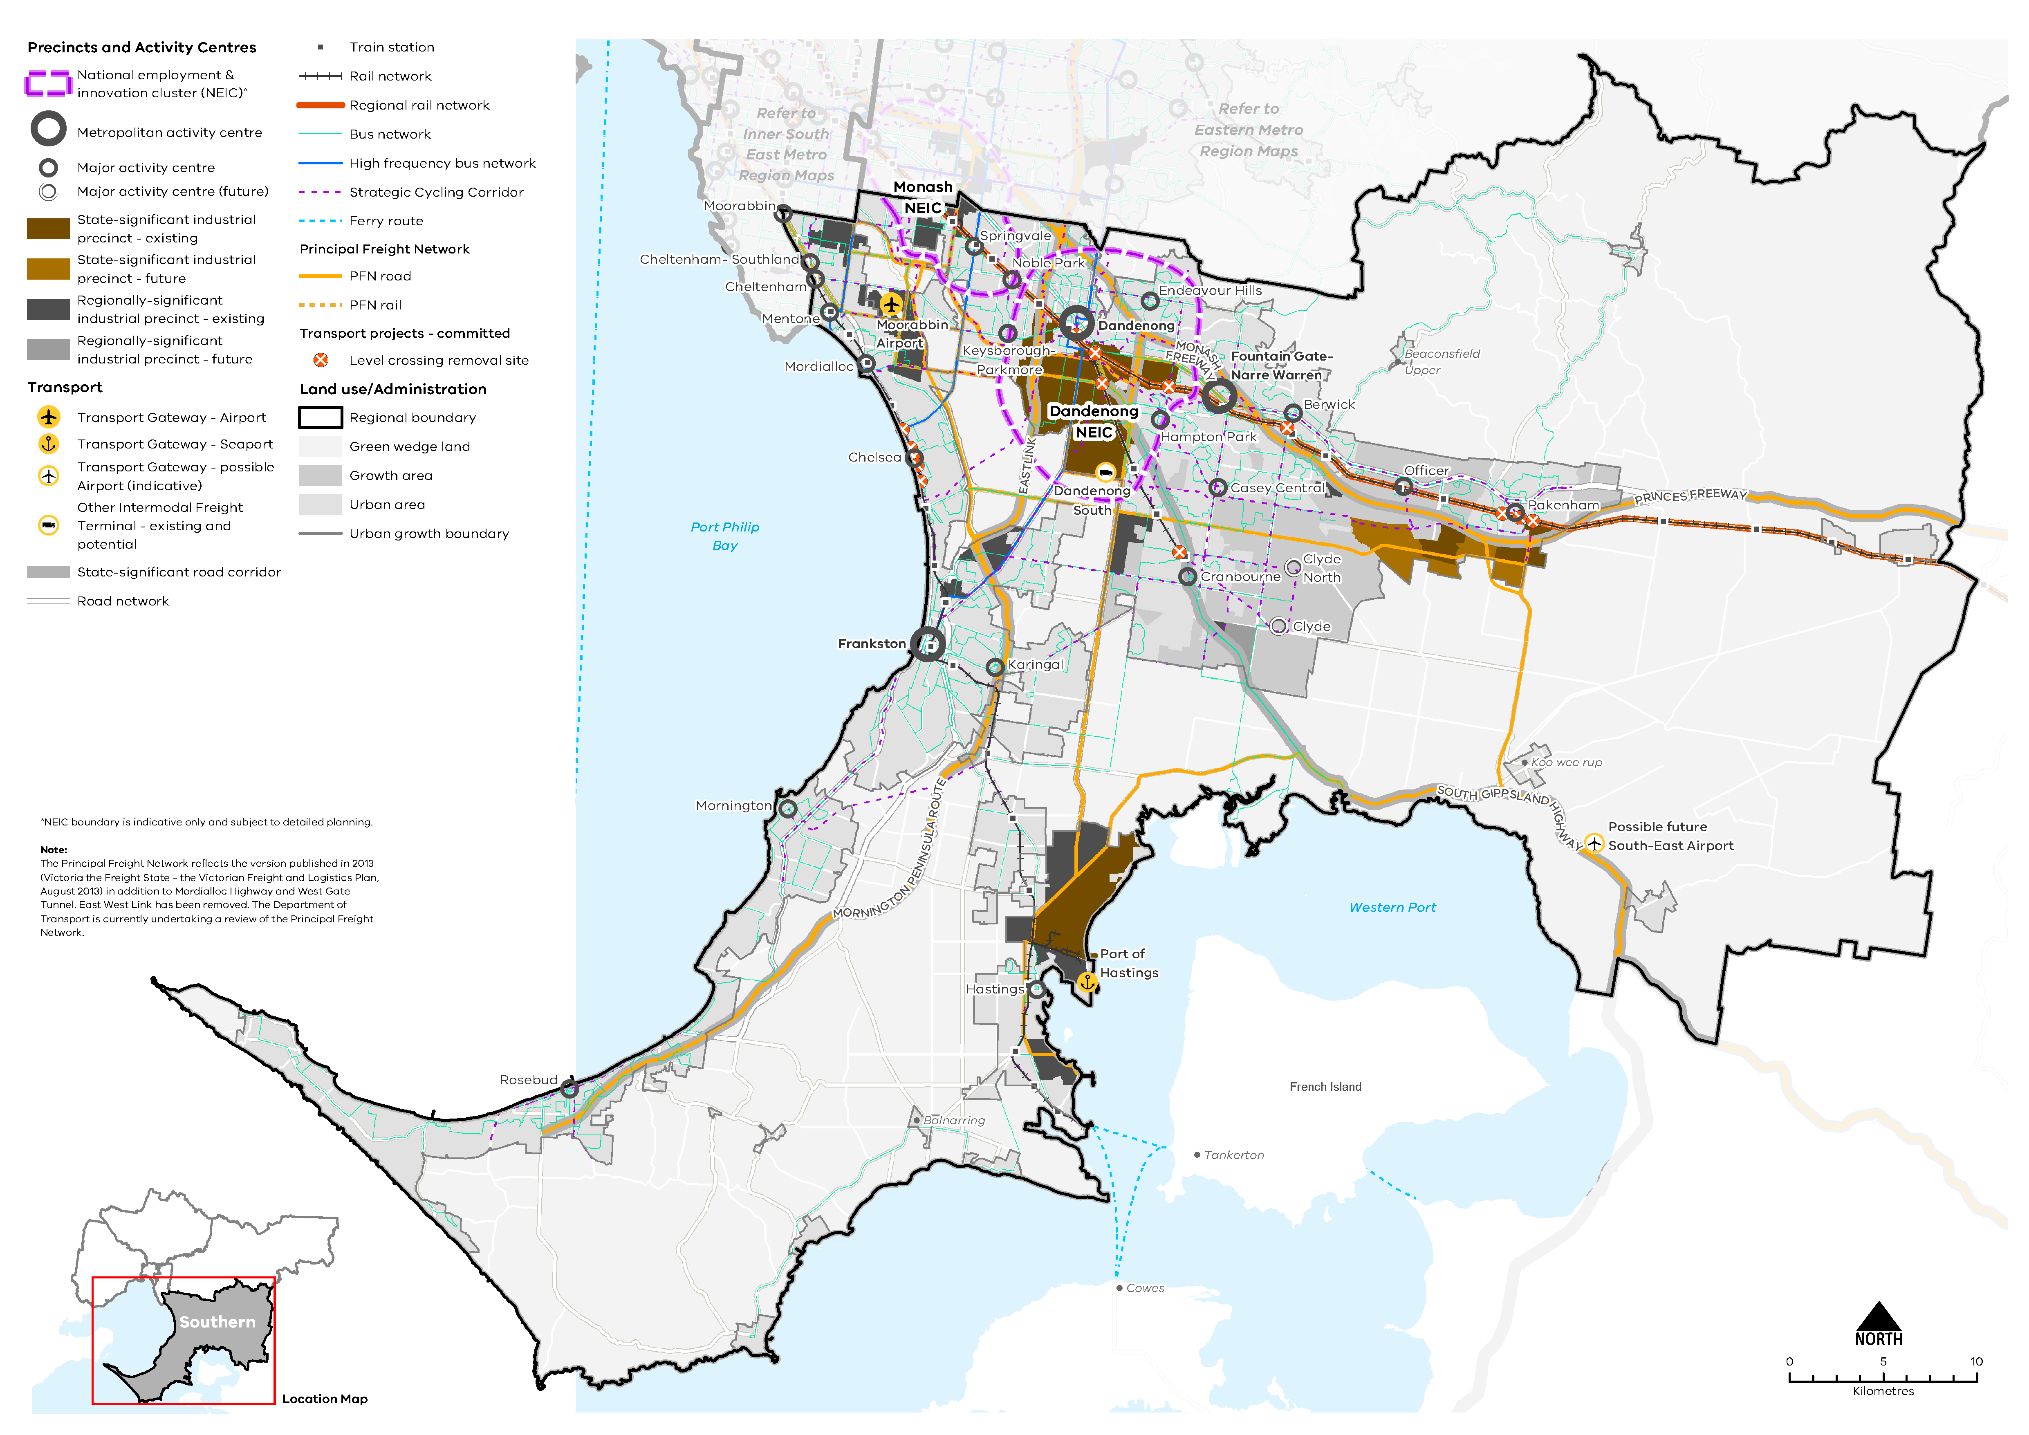 Precincts and Activity Centres
National employment &
innovation cluster (NEIC)^
Metropolitan activity centre
Major activity centre
Major activity centre (future)
State-significant industrial
precinct - existing
State-significant industrial
precinct - future
Regionally-significant
industrial precinct - existing
Regionally-significant
industrial precinct - future
Transport
Transport Gateway - Airport
Transport Gateway - Seaport
Transport Gateway - possible
Airport (indicative)
Other Intermodal Freight
Terminal - existing and
potential
State-significant road corridor
Road network
Train station
Rail network
Regional rail network
Bus network
High frequency bus network
Strategic Cycling Corridor
Ferry route
Principal Freight Network
PFN road
PFN rail
Transport projects - committed
Level crossing removal site
Land use/Administration
Regional boundary
Green wedge land
Growth area
Urban area
Urban growth boundary
^NEIC boundary is indicative only and subject to detailed planning.
Note:
The Principal Freight Network reflects the version published in 2013
(Victoria the Freight State - the Victorian Freight and Logistics Plan,
August 2013) in addition to Mordialloc Highway and West Gate
Tunnel. East West Link has been removed. The Department of
Transport is currently undertaking a review of the Principal Freight
Network.
Refer to
Inner South
East Metro
Region Maps
Refer to
Eastern Metro
Region Maps
Monash
NEIC
Moorabbin
Springvale
Cheltenham- Southland
Noble Park
Cheltenham
Endeavour Hills
Mentone
Moorabbin
Airport
Dandenong
Keysborough-
Parkmore
MONASH
FREEWAY
Fountain Gate-
Narre Warren
Beaconsfield
Upper
Mordialloc
Dandenong
NEIC
Berwick
Hampton Park
Chelsea
EASTLINK
Officer
Casey Central
Dandenong
South
PRINCES FREEWAY
Pakenham
Port Philip
Bay
Clyde
North
Cranbourne
Clyde
Frankston
Karingal
Koo wee rup
SOUTH GIPPSLAND HIGHWAY
Mornington
MORNINGTON PENINSULA ROUTE
Possible future
South-East Airport
Western Port
Port of
Hastings
Hastings
Rosebud
French Island
Balnarring
Tankerton
Cowes
Southern
Location Map
NORTH
0 5 10
Kilometres